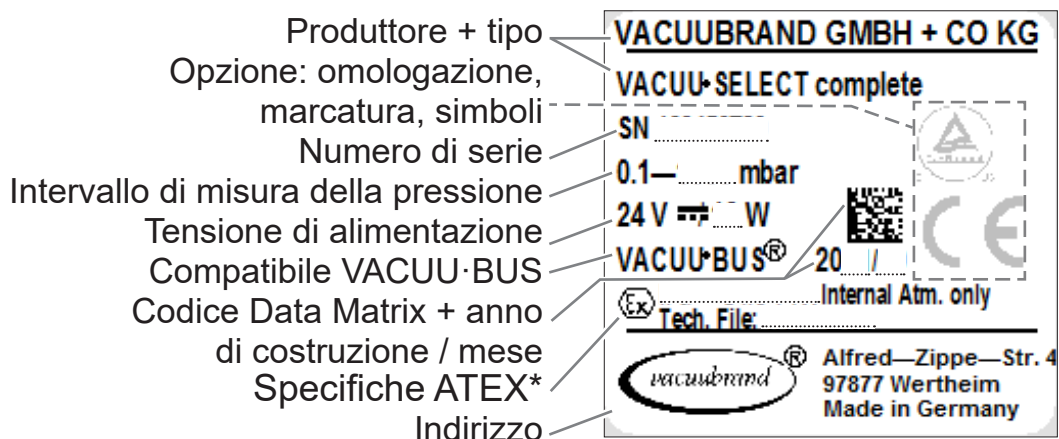 Produttore + tipo
Opzione: omologazione,
marcatura, simboli
Numero di serie
Intervallo di misura della pressione
Tensione di alimentazione
Compatibile VACUU·BUS
Codice Data Matrix + anno
di costruzione / mese
Specifiche ATEX*
Indirizzo
VACUUBRAND GMBH + CO KG
VACUU·SELECT complete
SN
0.1— mbar
24 V W
VACUU·BUS® 20 /
CE
Ex Internal Atm. only
Tech. File:
vacuubrand ®
Alfred—Zippe—Str. 4
97877 Wertheim
Made in Germany